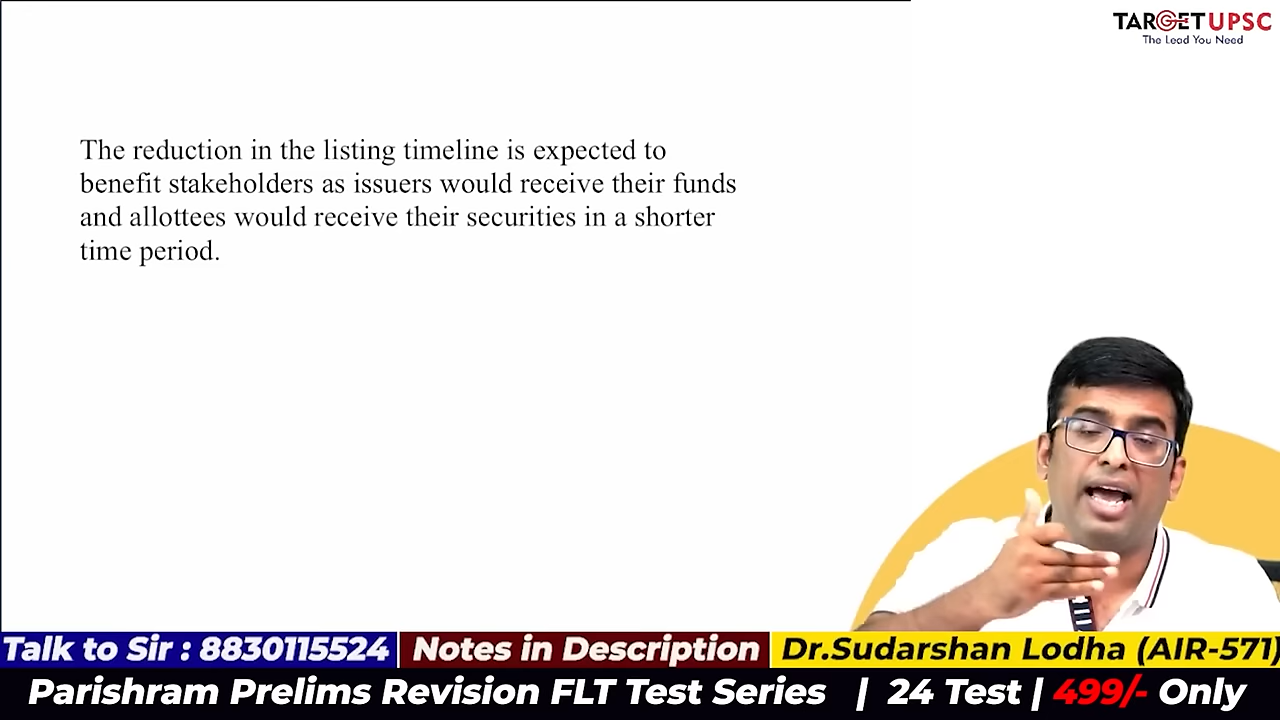 TARGET UPSC
The Lead You Need
The reduction in the listing timeline is expected to
benefit stakeholders as issuers would receive their funds
and allottees would receive their securities in a shorter
time period.
Talk to Sir : 8830115524
Notes in Description
Dr.Sudarshan Lodha (AIR-571)
Parishram Prelims Revision FLT Test Series | 24 Test | 499/- Only